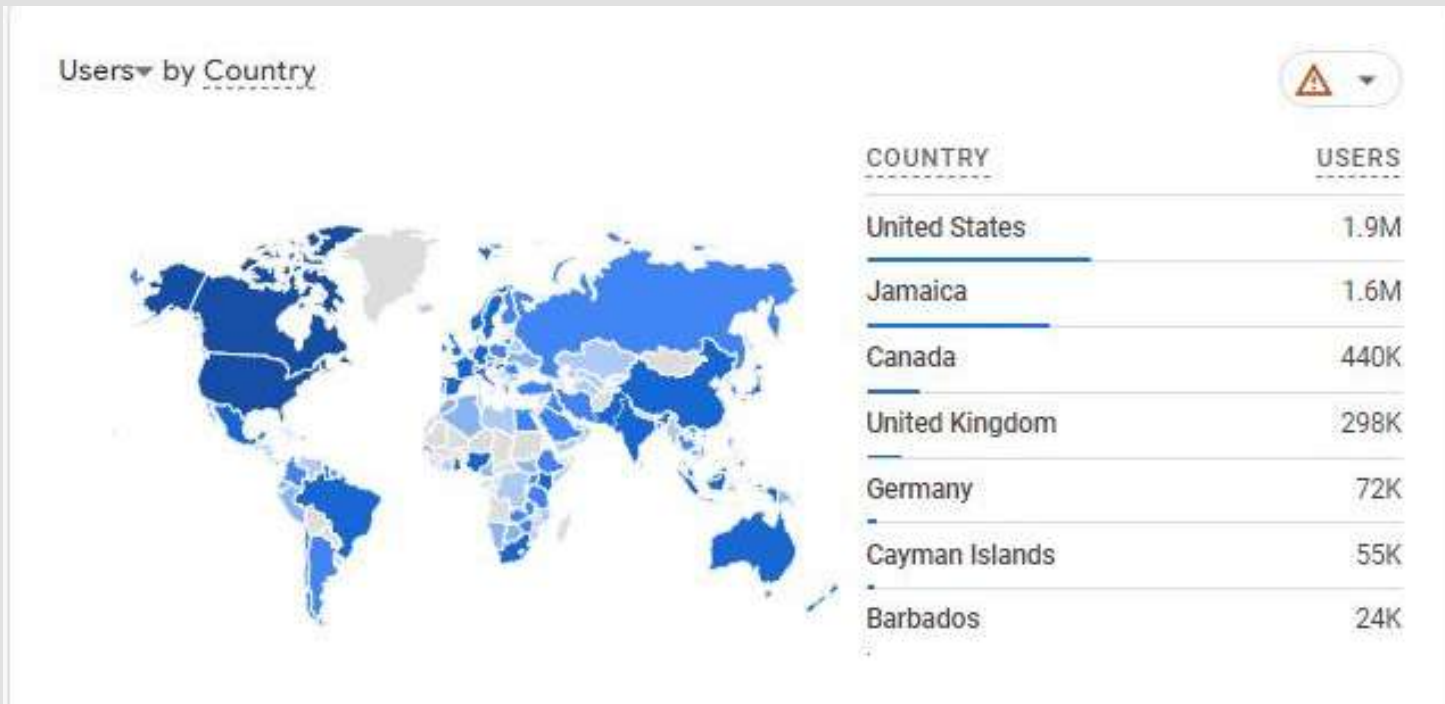 Users by Country
COUNTRY USERS
United States 1.9M
Jamaica 1.6M
Canada 440K
United Kingdom 298K
Germany 72K
Cayman Islands 55K
Barbados 24K